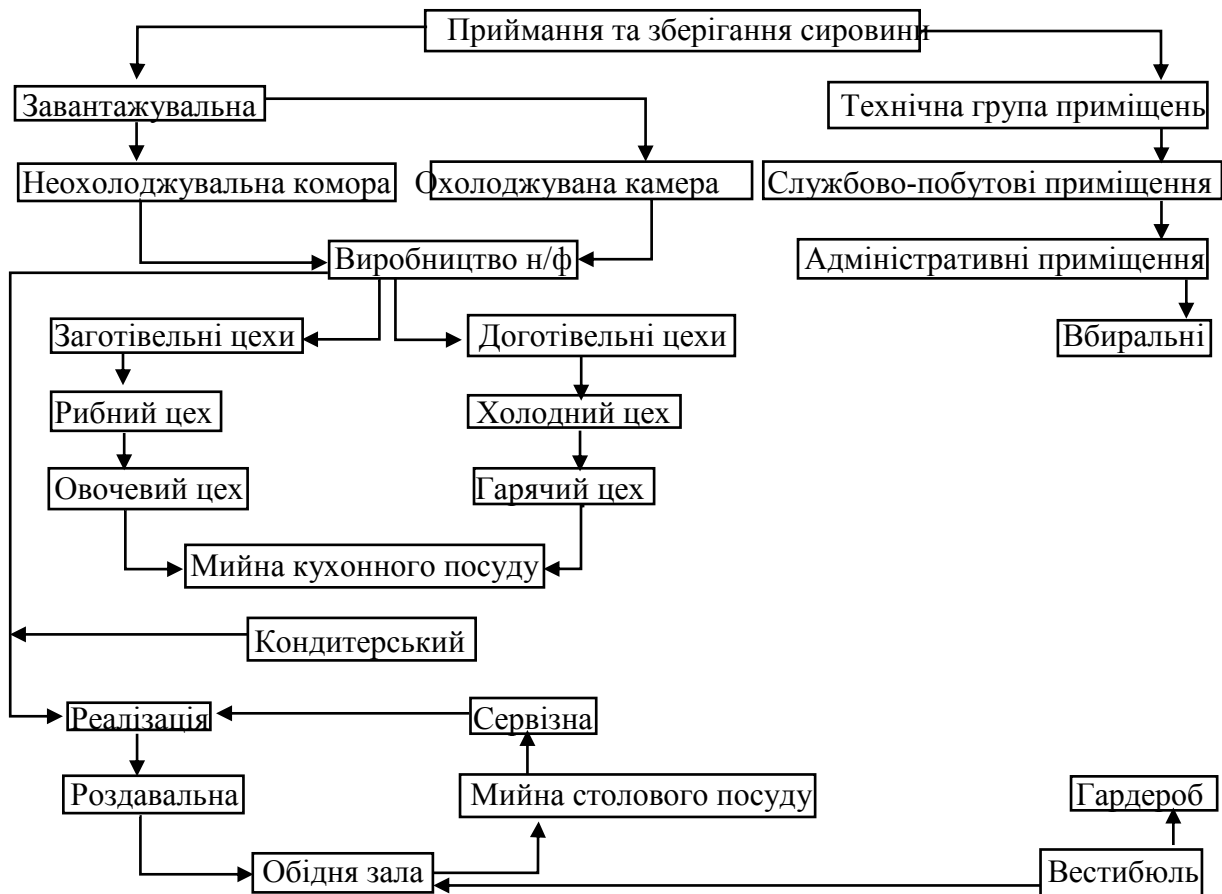 Приймання та зберігання сировини
Завантажувальна
Технічна група приміщень
Неохолоджувальна комора
Охолоджувана камера
Службово-побутові приміщення
Виробництво н/ф
Адміністративні приміщення
Заготівельні цехи
Доготівельні цехи
Вбиральні
Рибний цех
Холодний цех
Овочевий цех
Гарячий цех
Мийна кухонного посуду
Кондитерський
Реалізація
Сервізна
Роздавальна
Мийна столового посуду
Гардероб
Обідня зала
Вестибюль